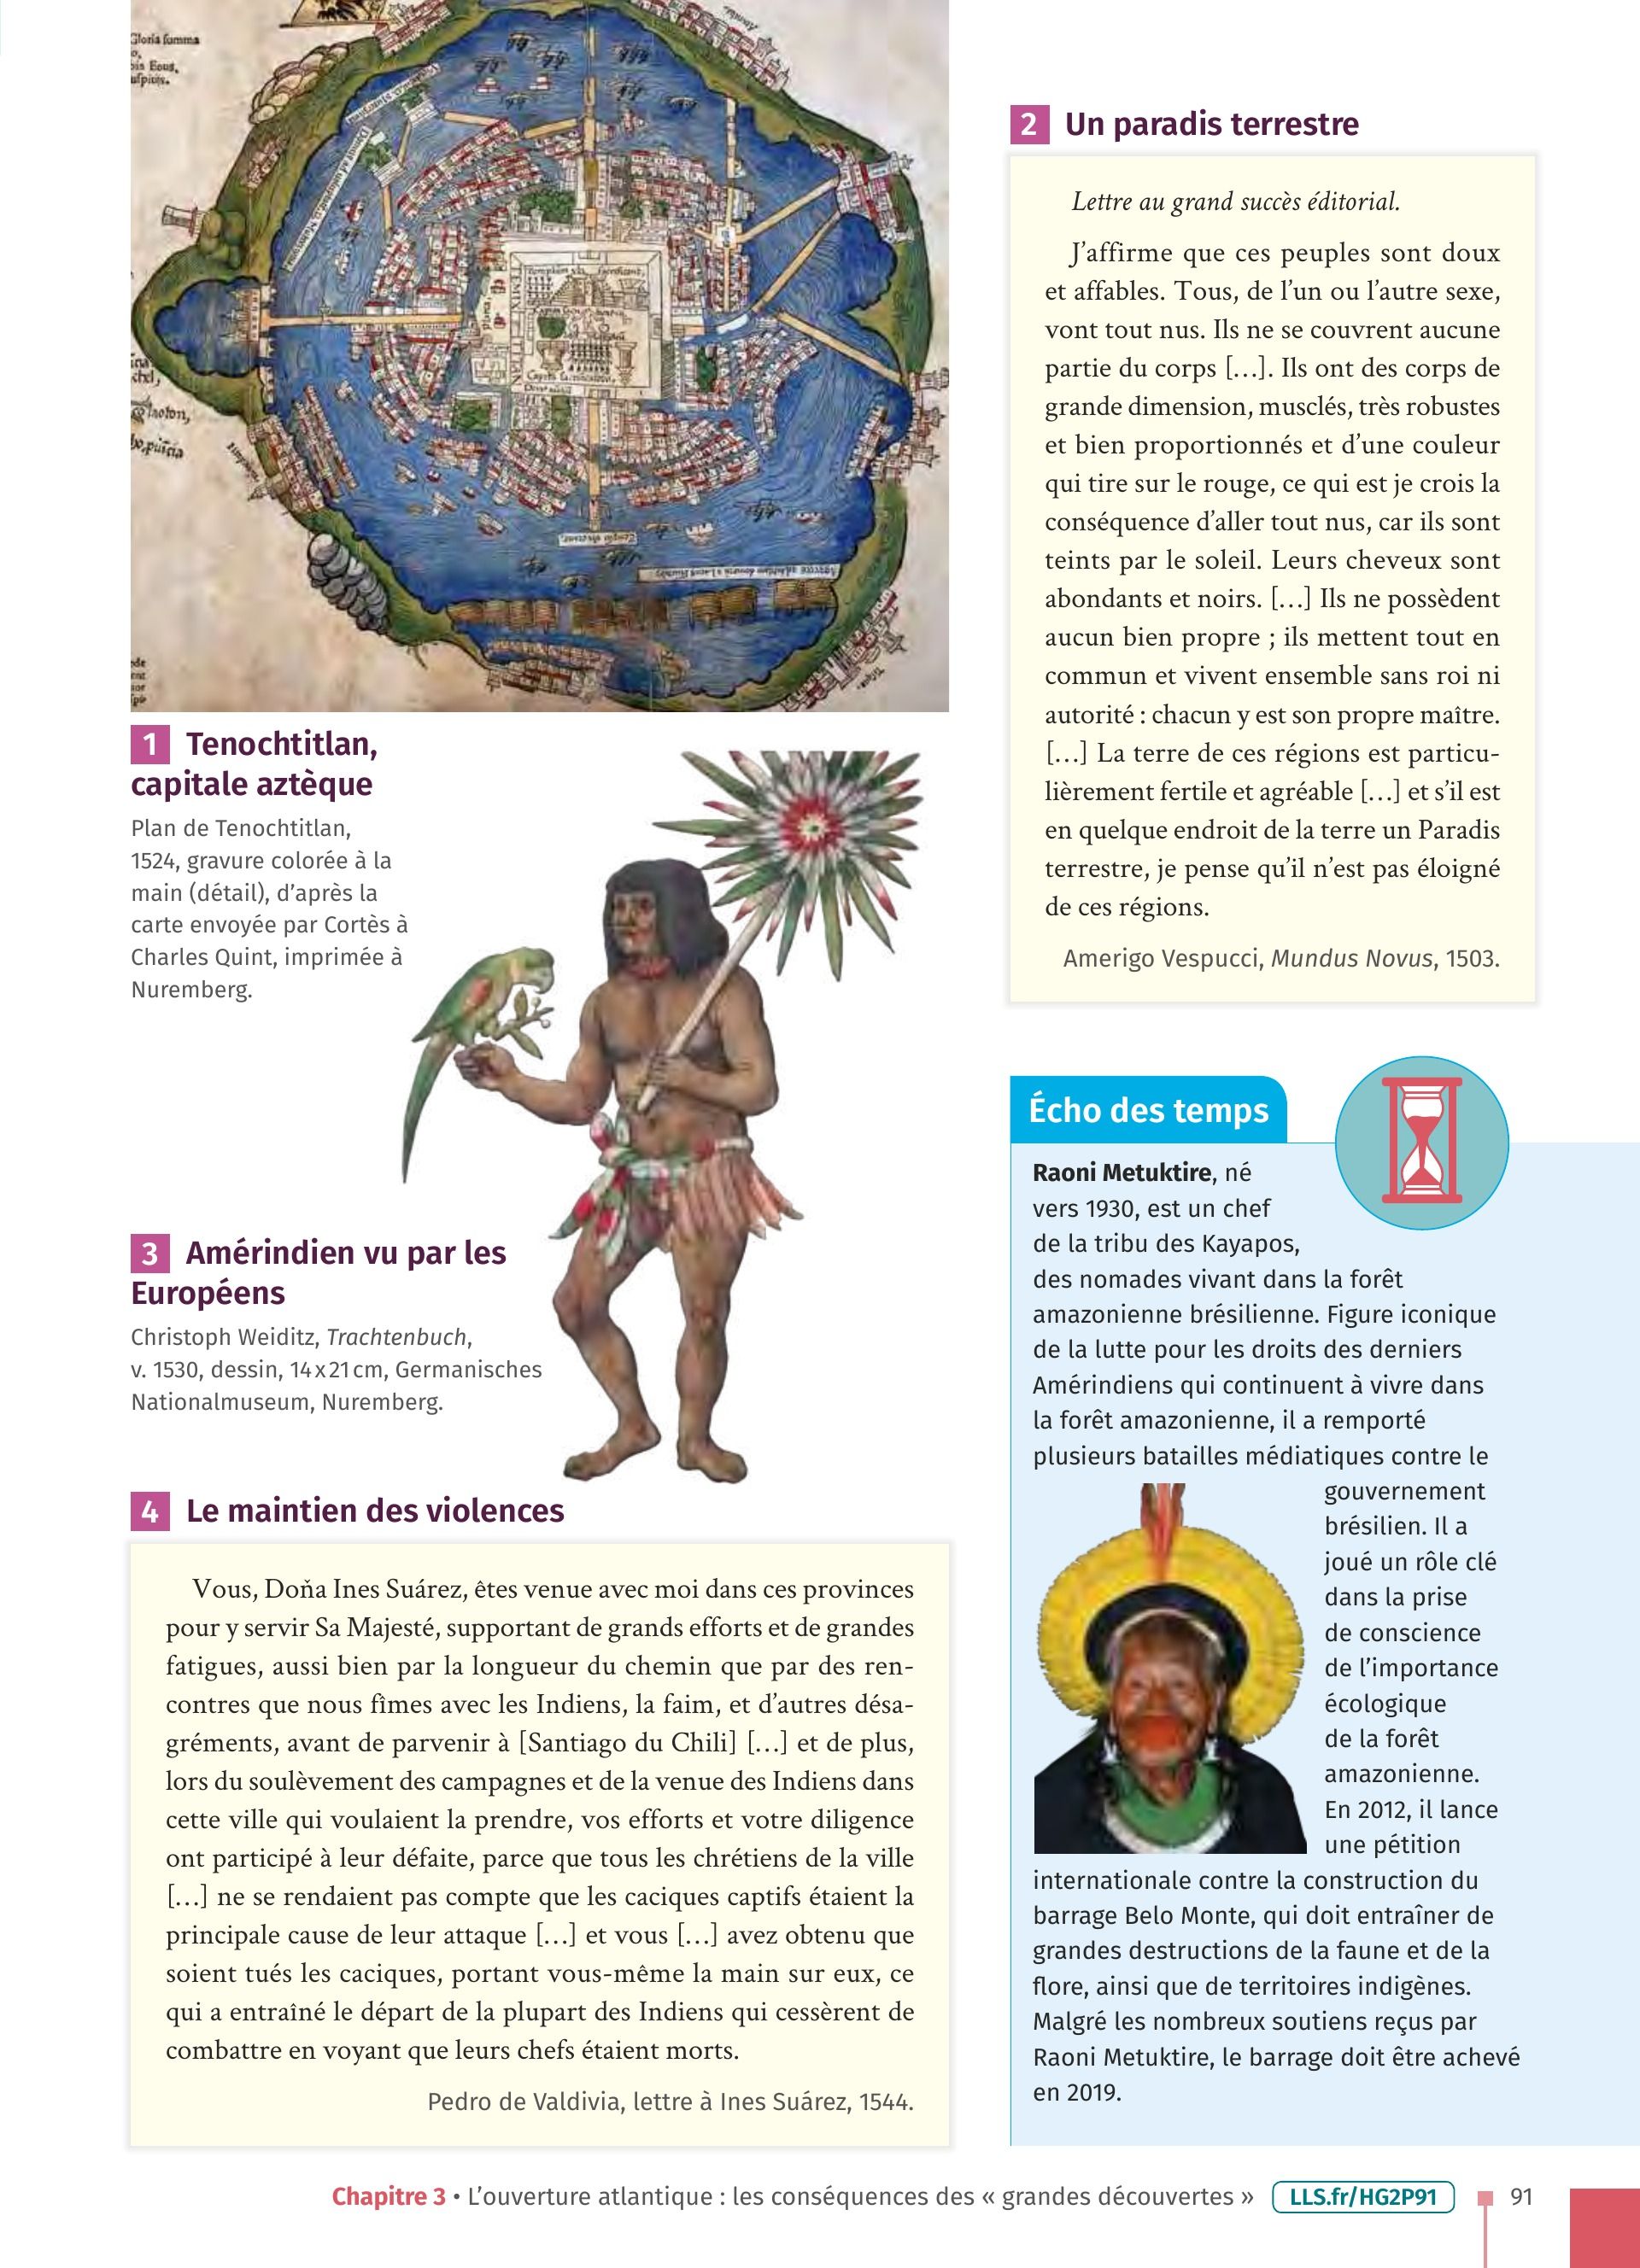 Gloria summa
2 Un paradis terrestre
Lettre au grand succès éditorial.
J’affirme que ces peuples sont doux
et affables. Tous, de l’un ou l’autre sexe,
vont tout nus. Ils ne se couvrent aucune
partie du corps […]. Ils ont des corps de
grande dimension, musclés, très robustes
et bien proportionnés et d’une couleur
qui tire sur le rouge, ce qui est je crois la
conséquence d’aller tout nus, car ils sont
teints par le soleil. Leurs cheveux sont
abondants et noirs. […] Ils ne possèdent
aucun bien propre ; ils mettent tout en
commun et vivent ensemble sans roi ni
autorité : chacun y est son propre maître.
[…] La terre de ces régions est particu-
lièrement fertile et agréable […] et s’il est
en quelque endroit de la terre un Paradis
terrestre, je pense qu’il n’est pas éloigné
de ces régions.
Amerigo Vespucci, Mundus Novus, 1503.
1 Tenochtitlan,
capitale aztèque
Plan de Tenochtitlan,
1524, gravure colorée à la
main (détail), d’après la
carte envoyée par Cortès à
Charles Quint, imprimée à
Nuremberg.
3 Amérindien vu par les
Européens
Christoph Weiditz, Trachtenbuch,
v. 1530, dessin, 14 x 21 cm, Germanisches
Nationalmuseum, Nuremberg.
4 Le maintien des violences
Vous, Doňa Ines Suárez, êtes venue avec moi dans ces provinces
pour y servir Sa Majesté, supportant de grands efforts et de grandes
fatigues, aussi bien par la longueur du chemin que par des ren-
contres que nous fîmes avec les Indiens, la faim, et d’autres désa-
gréments, avant de parvenir à [Santiago du Chili] […] et de plus,
lors du soulèvement des campagnes et de la venue des Indiens dans
cette ville qui voulaient la prendre, vos efforts et votre diligence
ont participé à leur défaite, parce que tous les chrétiens de la ville
[…] ne se rendaient pas compte que les caciques captifs étaient la
principale cause de leur attaque […] et vous […] avez obtenu que
soient tués les caciques, portant vous-même la main sur eux, ce
qui a entraîné le départ de la plupart des Indiens qui cessèrent de
combattre en voyant que leurs chefs étaient morts.
Pedro de Valdivia, lettre à Ines Suárez, 1544.
Écho des temps
Raoni Metuktire, né
vers 1930, est un chef
de la tribu des Kayapos,
des nomades vivant dans la forêt
amazonienne brésilienne. Figure iconique
de la lutte pour les droits des derniers
Amérindiens qui continuent à vivre dans
la forêt amazonienne, il a remporté
plusieurs batailles médiatiques contre le
gouvernement
brésilien. Il a
joué un rôle clé
dans la prise
de conscience
de l’importance
écologique
de la forêt
amazonienne.
En 2012, il lance
une pétition
internationale contre la construction du
barrage Belo Monte, qui doit entraîner de
grandes destructions de la faune et de la
flore, ainsi que de territoires indigènes.
Malgré les nombreux soutiens reçus par
Raoni Metuktire, le barrage doit être achevé
en 2019.
Chapitre 3 • L’ouverture atlantique : les conséquences des « grandes découvertes » LLS.fr/HG2P91 91